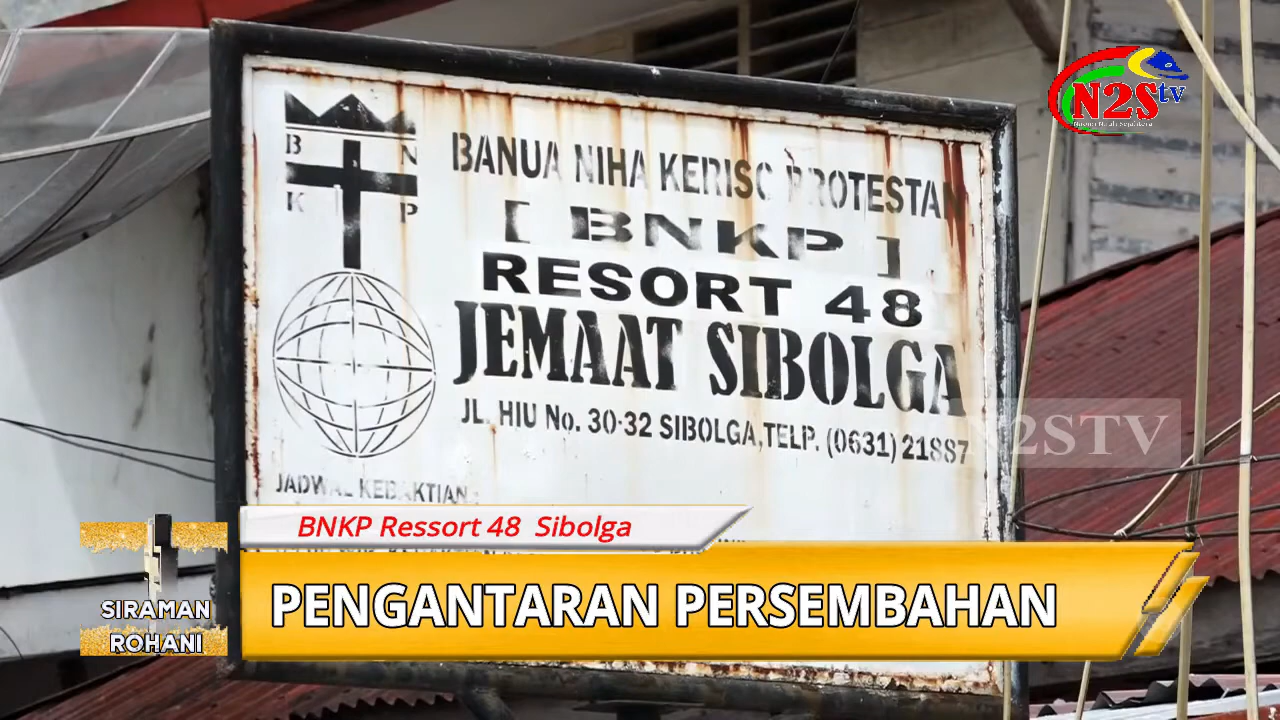 N2Stv
B N
K P
BANUA NIHA KERISO PROTESTAN
[ BNKP ]
RESORT 48
JEMAAT SIBOLGA
JL. HIU No. 30-32 SIBOLGA, TELP. (0631) 21887
N2STV
JADWAL KEBAKTIAN :
BNKP Ressort 48 Sibolga
PENGANTARAN PERSEMBAHAN
SIRAMAN
ROHANI